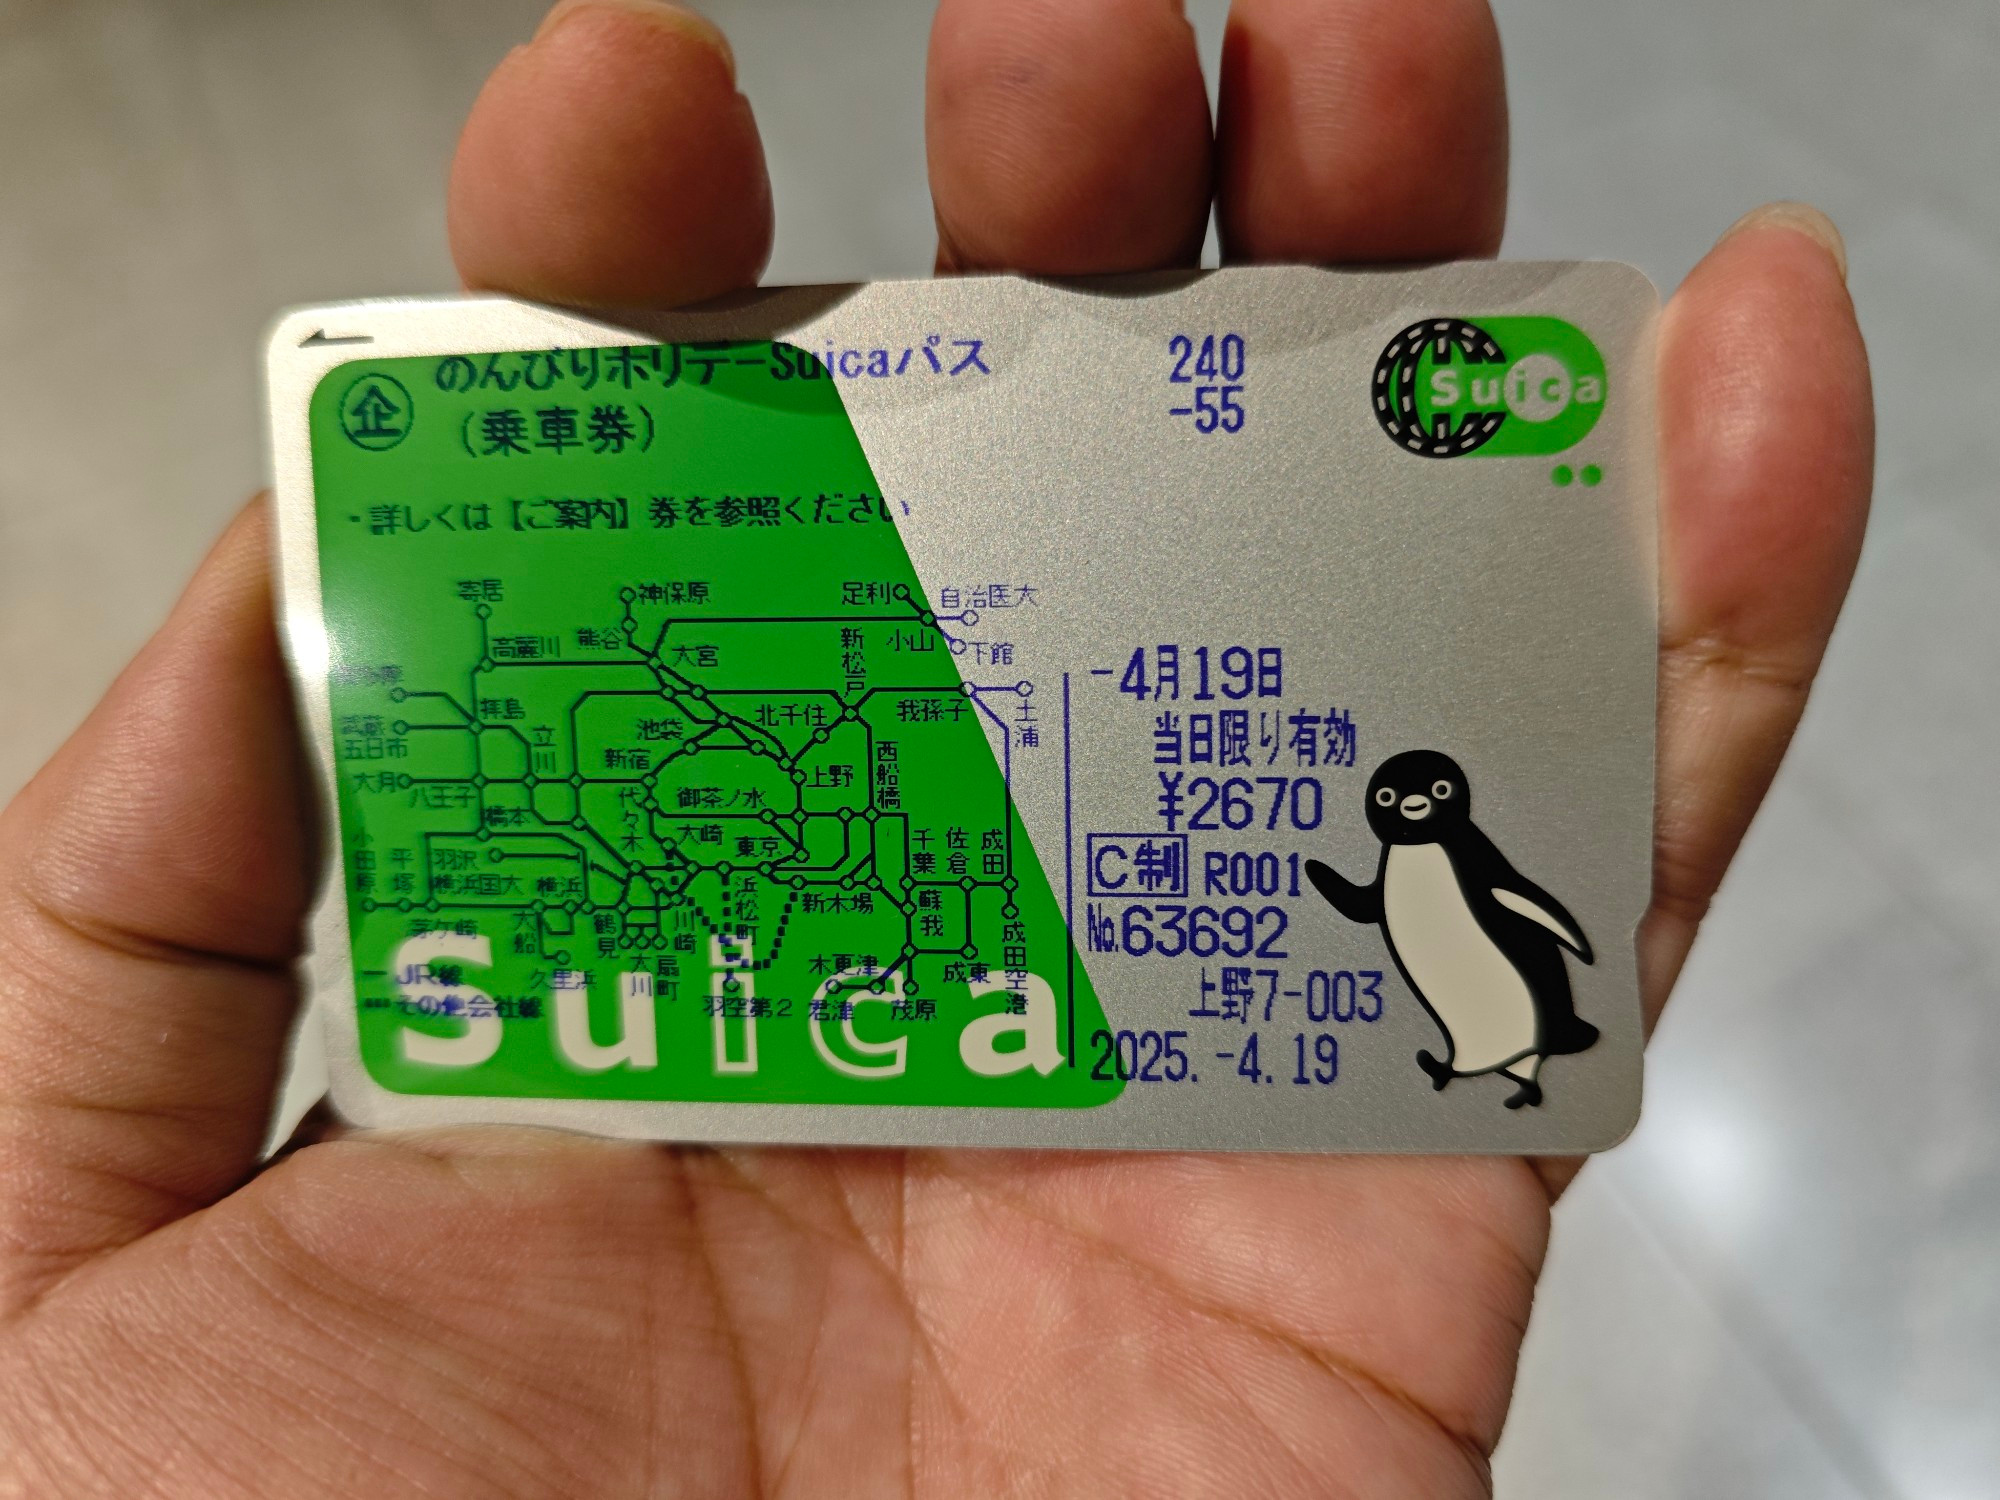 のんびりホリデーSuicaパス
企
(乗車券)
240
-55
Suica
・詳しくは【ご案内】券を参照ください
寄居
神保原
足利
自治医大
高麗川
熊谷
大宮
新松戸
小山
下館
拝島
武蔵五日市
立川
池袋
北千住
我孫子
土浦
新宿
上野
西船橋
大月
八王子
代々木
御茶ノ水
橋本
大崎
東京
千葉
佐倉
成田
小田原
平塚
羽沢横浜国大
横浜
浜松町
新木場
蘇我
茅ケ崎
大船
鶴見
川崎
成田空港
久里浜
大川
扇町
羽空第2
木更津
君津
茂原
成東
JR線
その他会社線
Suica
-4月19日
当日限り有効
¥2670
C制 R001
No.63692
上野7-003
2025.-4.19